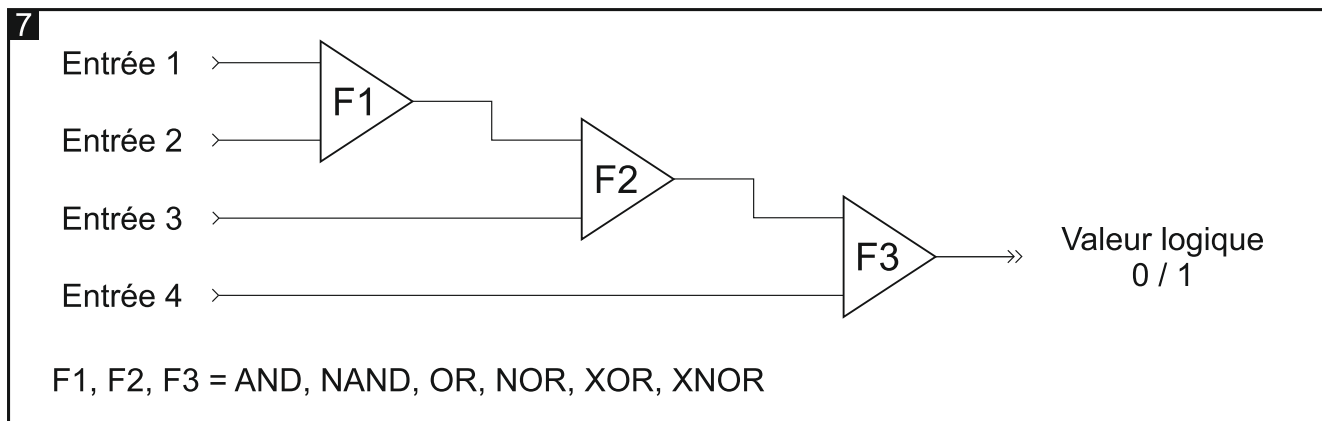 7
Entrée 1
F1
Entrée 2
F2
Entrée 3
F3
Valeur logique
0 / 1
Entrée 4
F1, F2, F3 = AND, NAND, OR, NOR, XOR, XNOR